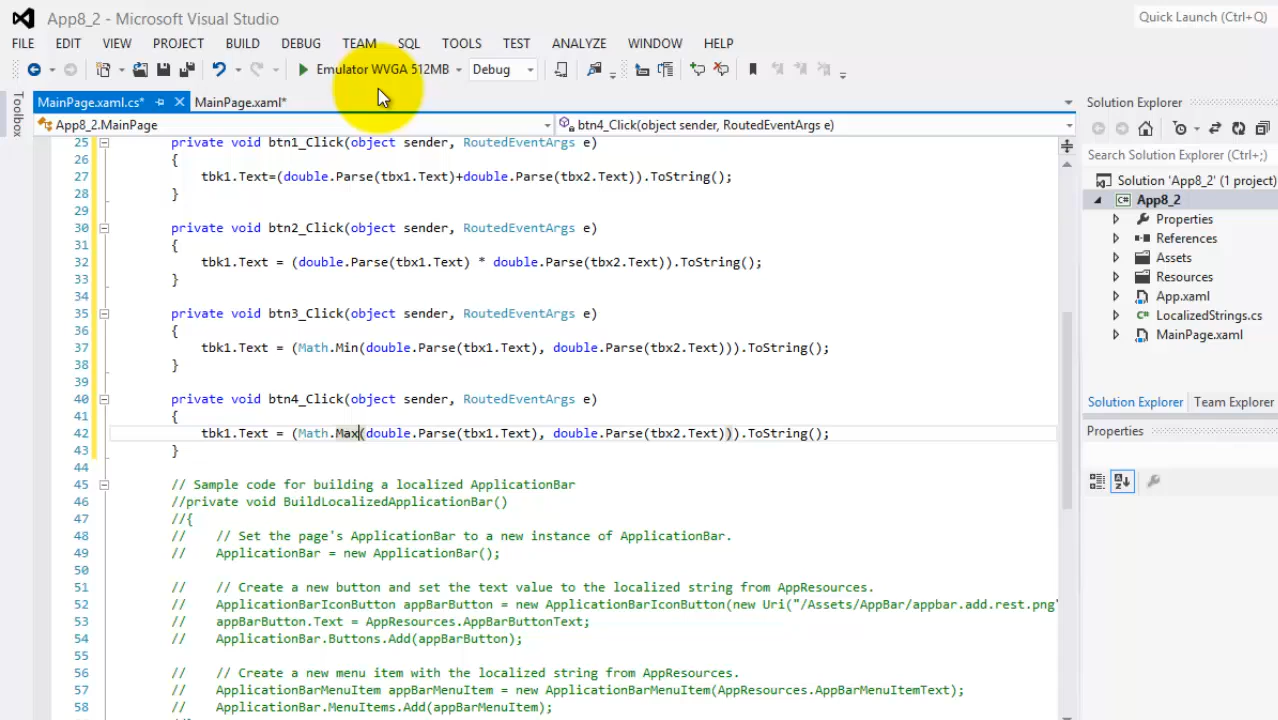 App8_2 - Microsoft Visual Studio
Quick Launch (Ctrl+Q)
FILE EDIT VIEW PROJECT BUILD DEBUG TEAM SQL TOOLS TEST ANALYZE WINDOW HELP
Emulator WVGA 512MB Debug
Toolbox
MainPage.xaml.cs* MainPage.xaml*
App8_2.MainPage btn4_Click(object sender, RoutedEventArgs e)
25 private void btn1_Click(object sender, RoutedEventArgs e)
26 {
27 tbk1.Text=(double.Parse(tbx1.Text)+double.Parse(tbx2.Text)).ToString();
28 }
29
30 private void btn2_Click(object sender, RoutedEventArgs e)
31 {
32 tbk1.Text = (double.Parse(tbx1.Text) * double.Parse(tbx2.Text)).ToString();
33 }
34
35 private void btn3_Click(object sender, RoutedEventArgs e)
36 {
37 tbk1.Text = (Math.Min(double.Parse(tbx1.Text), double.Parse(tbx2.Text))).ToString();
38 }
39
40 private void btn4_Click(object sender, RoutedEventArgs e)
41 {
42 tbk1.Text = (Math.Max(double.Parse(tbx1.Text), double.Parse(tbx2.Text))).ToString();
43 }
44
45 // Sample code for building a localized ApplicationBar
46 //private void BuildLocalizedApplicationBar()
47 //{
48 // // Set the page's ApplicationBar to a new instance of ApplicationBar.
49 // ApplicationBar = new ApplicationBar();
50
51 // // Create a new button and set the text value to the localized string from AppResources.
52 // ApplicationBarIconButton appBarButton = new ApplicationBarIconButton(new Uri("/Assets/AppBar/appbar.add.rest.png"
53 // appBarButton.Text = AppResources.AppBarButtonText;
54 // ApplicationBar.Buttons.Add(appBarButton);
55
56 // // Create a new menu item with the localized string from AppResources.
57 // ApplicationBarMenuItem appBarMenuItem = new ApplicationBarMenuItem(AppResources.AppBarMenuItemText);
58 // ApplicationBar.MenuItems.Add(appBarMenuItem);
Solution Explorer
Search Solution Explorer (Ctrl+;)
Solution 'App8_2' (1 project)
C# App8_2
Properties
References
Assets
Resources
App.xaml
C# LocalizedStrings.cs
MainPage.xaml
Solution Explorer Team Explorer
Properties